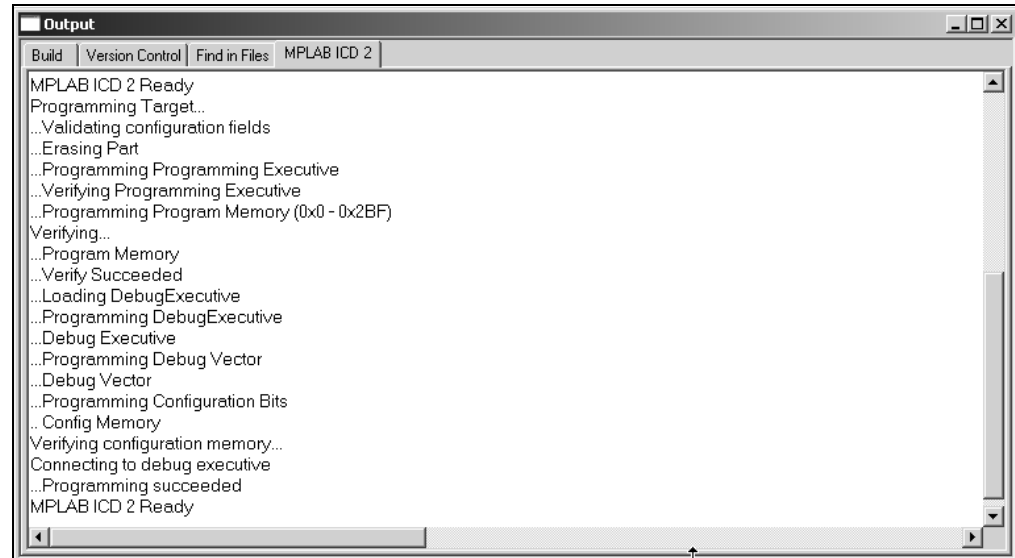 Output
Build Version Control Find in Files MPLAB ICD 2
MPLAB ICD 2 Ready
Programming Target...
...Validating configuration fields
...Erasing Part
...Programming Programming Executive
...Verifying Programming Executive
...Programming Program Memory (0x0 - 0x2BF)
Verifying...
...Program Memory
...Verify Succeeded
...Loading DebugExecutive
...Programming DebugExecutive
...Debug Executive
...Programming Debug Vector
...Debug Vector
...Programming Configuration Bits
.. Config Memory
Verifying configuration memory...
Connecting to debug executive
...Programming succeeded
MPLAB ICD 2 Ready